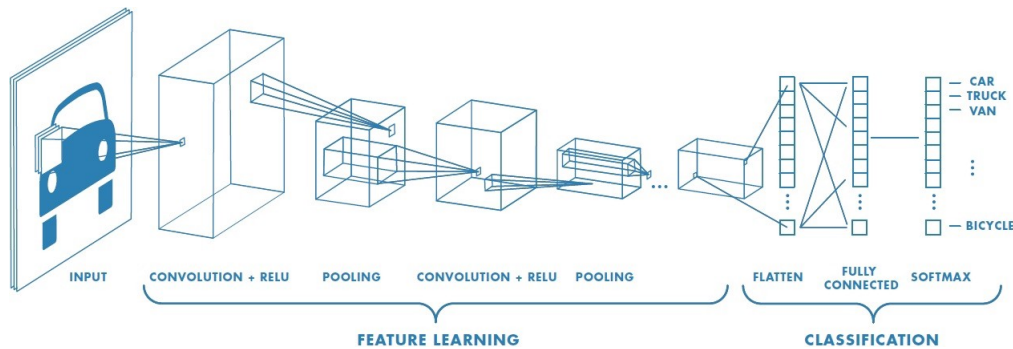 CAR
TRUCK
VAN
BICYCLE
INPUT
CONVOLUTION + RELU
POOLING
CONVOLUTION + RELU
POOLING
FLATTEN
FULLY
CONNECTED
SOFTMAX
FEATURE LEARNING
CLASSIFICATION